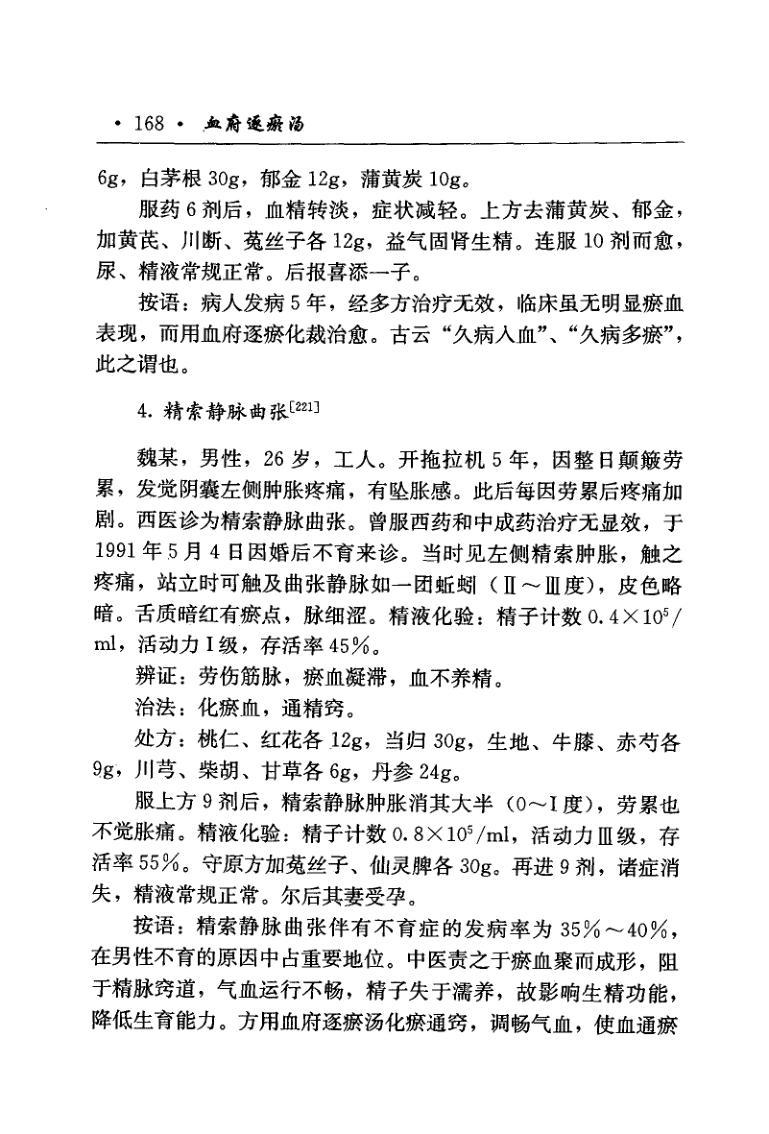 · 168 · 血府逐瘀汤
6g，白茅根 30g，郁金 12g，蒲黄炭 10g。
服药 6 剂后，血精转淡，症状减轻。上方去蒲黄炭、郁金，
加黄芪、川断、菟丝子各 12g，益气固肾生精。连服 10 剂而愈，
尿、精液常规正常。后报喜添一子。
按语：病人发病 5 年，经多方治疗无效，临床虽无明显瘀血
表现，而用血府逐瘀化裁治愈。古云“久病入血”、“久病多瘀”，
此之谓也。
4. 精索静脉曲张[221]
魏某，男性，26 岁，工人。开拖拉机 5 年，因整日颠簸劳
累，发觉阴囊左侧肿胀疼痛，有坠胀感。此后每因劳累后疼痛加
剧。西医诊为精索静脉曲张。曾服西药和中成药治疗无显效，于
1991 年 5 月 4 日因婚后不育来诊。当时见左侧精索肿胀，触之
疼痛，站立时可触及曲张静脉如一团蚯蚓（Ⅱ～Ⅲ度），皮色略
暗。舌质暗红有瘀点，脉细涩。精液化验：精子计数 0.4×10⁵/
ml，活动力Ⅰ级，存活率 45％。
辨证：劳伤筋脉，瘀血凝滞，血不养精。
治法：化瘀血，通精窍。
处方：桃仁、红花各 12g，当归 30g，生地、牛膝、赤芍各
9g，川芎、柴胡、甘草各 6g，丹参 24g。
服上方 9 剂后，精索静脉肿胀消其大半（0～Ⅰ度），劳累也
不觉胀痛。精液化验：精子计数 0.8×10⁵/ml，活动力Ⅲ级，存
活率 55％。守原方加菟丝子、仙灵脾各 30g。再进 9 剂，诸症消
失，精液常规正常。尔后其妻受孕。
按语：精索静脉曲张伴有不育症的发病率为 35％～40％，
在男性不育的原因中占重要地位。中医责之于瘀血聚而成形，阻
于精脉窍道，气血运行不畅，精子失于濡养，故影响生精功能，
降低生育能力。方用血府逐瘀汤化瘀通窍，调畅气血，使血通瘀